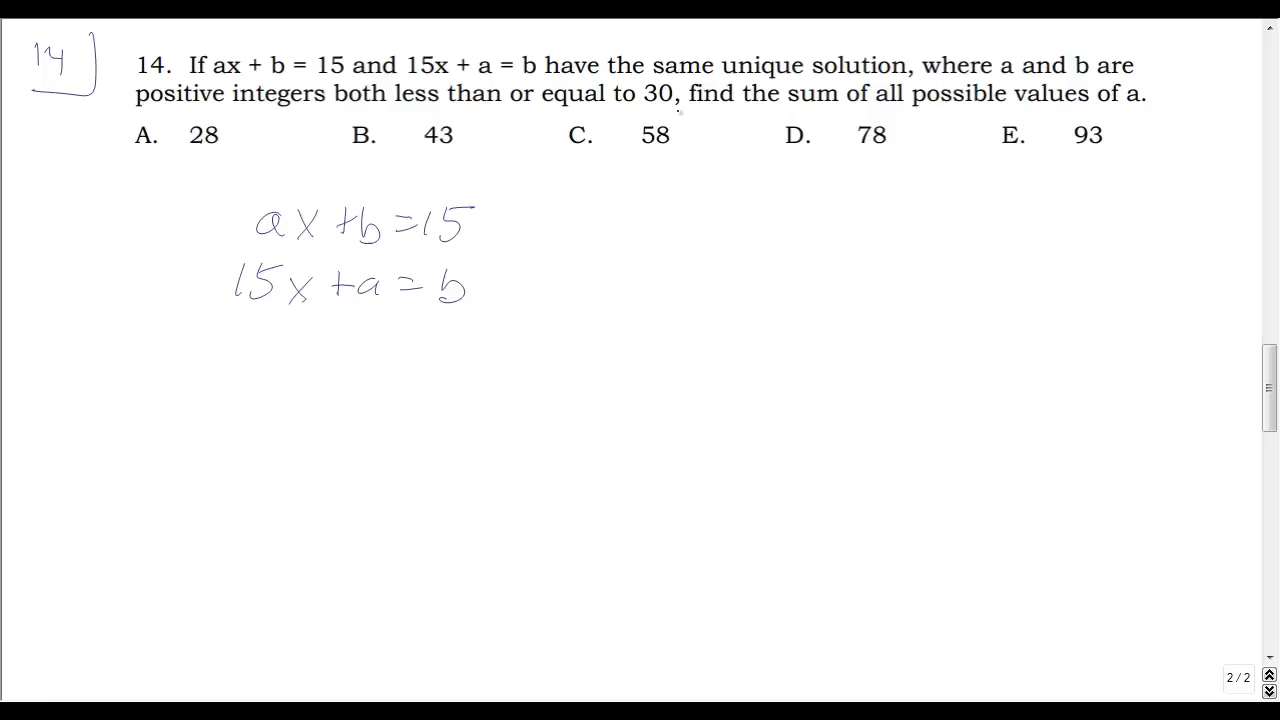 14
14. If ax + b = 15 and 15x + a = b have the same unique solution, where a and b are
positive integers both less than or equal to 30, find the sum of all possible values of a.
A. 28 B. 43 C. 58 D. 78 E. 93
ax + b = 15
15x + a = b
2 / 2